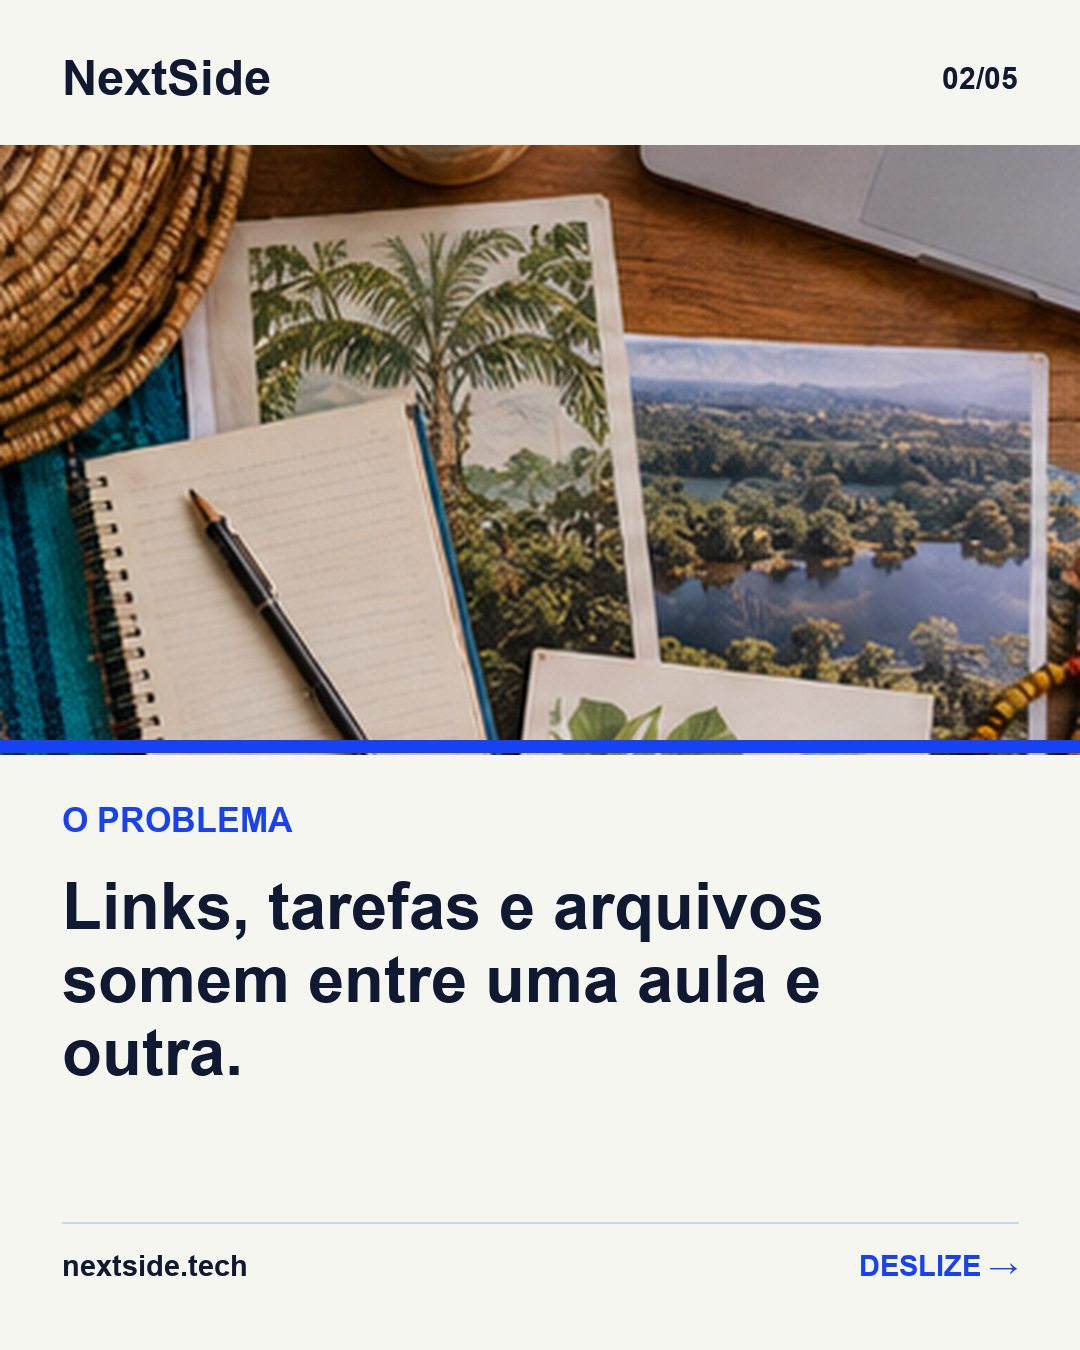 NextSide
02/05
O PROBLEMA
Links, tarefas e arquivos
somem entre uma aula e
outra.
nextside.tech
DESLIZE →